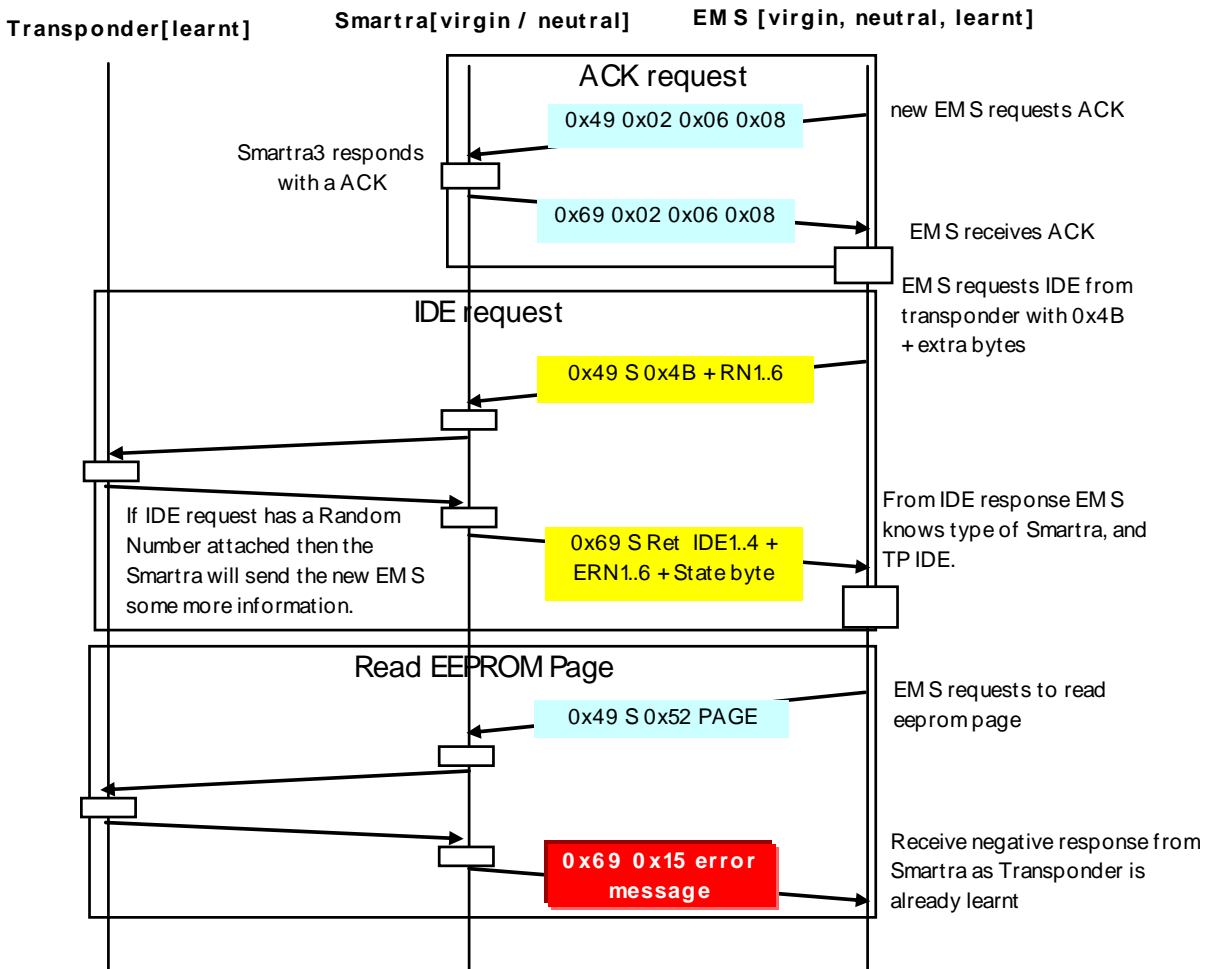 Transponder[learnt]
Smartra[virgin / neutral]
EMS [virgin, neutral, learnt]
ACK request
0x49 0x02 0x06 0x08
new EMS requests ACK
Smartra3 responds
with a ACK
0x69 0x02 0x06 0x08
EMS receives ACK
IDE request
EMS requests IDE from
transponder with 0x4B
+ extra bytes
0x49 S 0x4B + RN1..6
If IDE request has a Random
Number attached then the
Smartra will send the new EMS
some more information.
0x69 S Ret IDE1..4 +
ERN1..6 + State byte
From IDE response EMS
knows type of Smartra, and
TP IDE.
Read EEPROM Page
0x49 S 0x52 PAGE
EMS requests to read
eeprom page
0x69 0x15 error
message
Receive negative response from
Smartra as Transponder is
already learnt